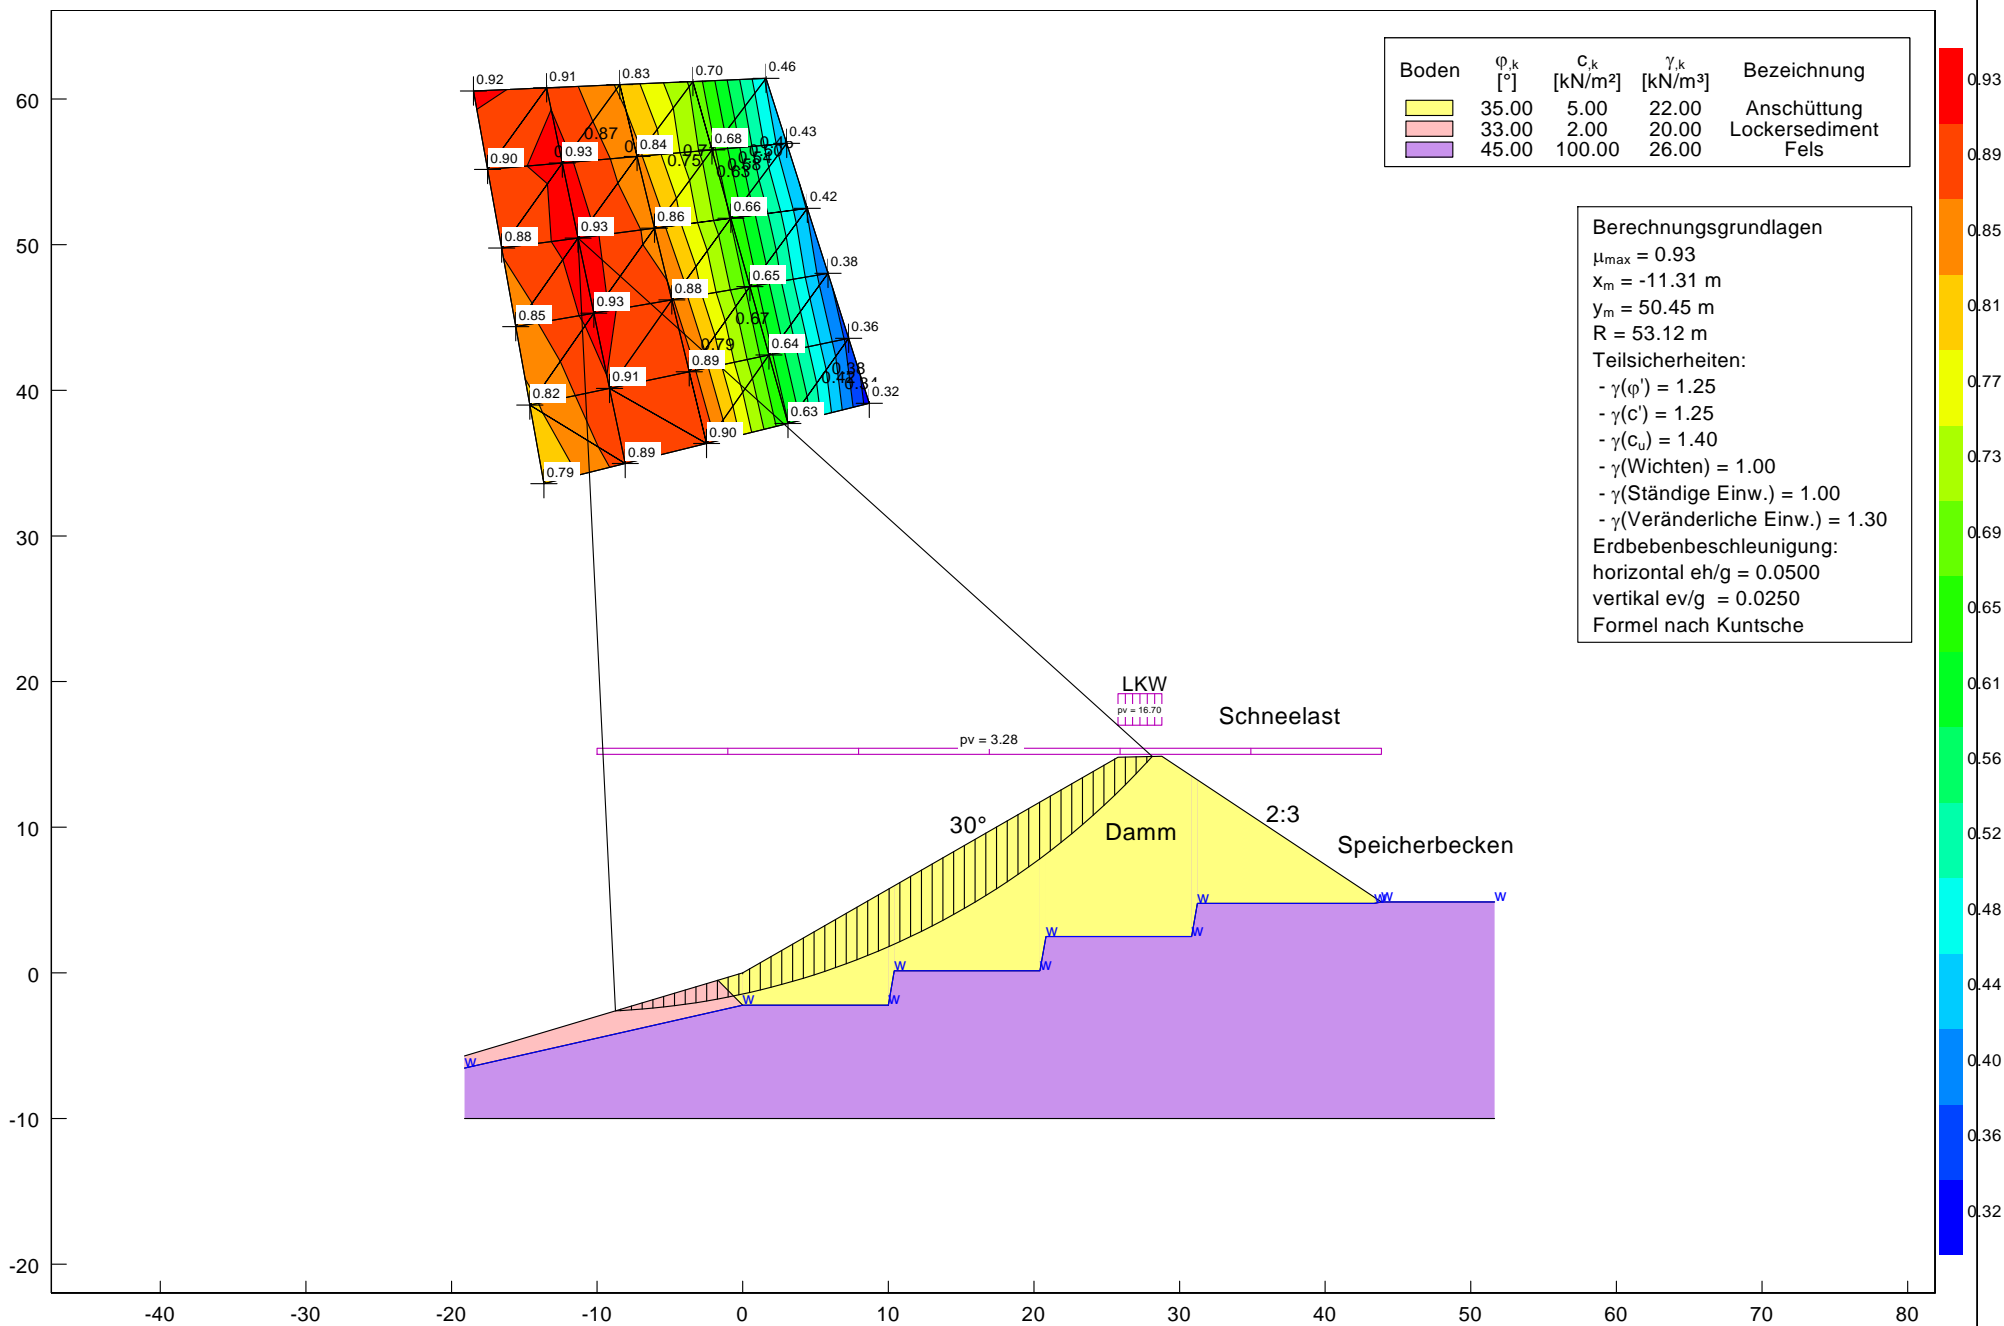 Boden φ,k [°] c,k [kN/m²] γ,k [kN/m³] Bezeichnung
35.00 5.00 22.00 Anschüttung
33.00 2.00 20.00 Lockersediment
45.00 100.00 26.00 Fels
Berechnungsgrundlagen
μmax = 0.93
xm = -11.31 m
ym = 50.45 m
R = 53.12 m
Teilsicherheiten:
- γ(φ') = 1.25
- γ(c') = 1.25
- γ(cu) = 1.40
- γ(Wichten) = 1.00
- γ(Ständige Einw.) = 1.00
- γ(Veränderliche Einw.) = 1.30
Erdbebenbeschleunigung:
horizontal eh/g = 0.0500
vertikal ev/g = 0.0250
Formel nach Kuntsche
0.92 0.91 0.83 0.70 0.46
0.87
0.90 0.93 0.84 0.68 0.43
0.75 0.63
0.88 0.93 0.86 0.66 0.42
0.85 0.93 0.88 0.65 0.38
0.67
0.79
0.82 0.91 0.89 0.64 0.36
0.38
0.79 0.89 0.90 0.63 0.32
LKW
pv = 16.70
Schneelast
pv = 3.28
30°
Damm
2:3
Speicherbecken
w w w w w w w w w w w
60
50
40
30
20
10
0
-10
-20
-40 -30 -20 -10 0 10 20 30 40 50 60 70 80
0.93
0.89
0.85
0.81
0.77
0.73
0.69
0.65
0.61
0.56
0.52
0.48
0.44
0.40
0.36
0.32